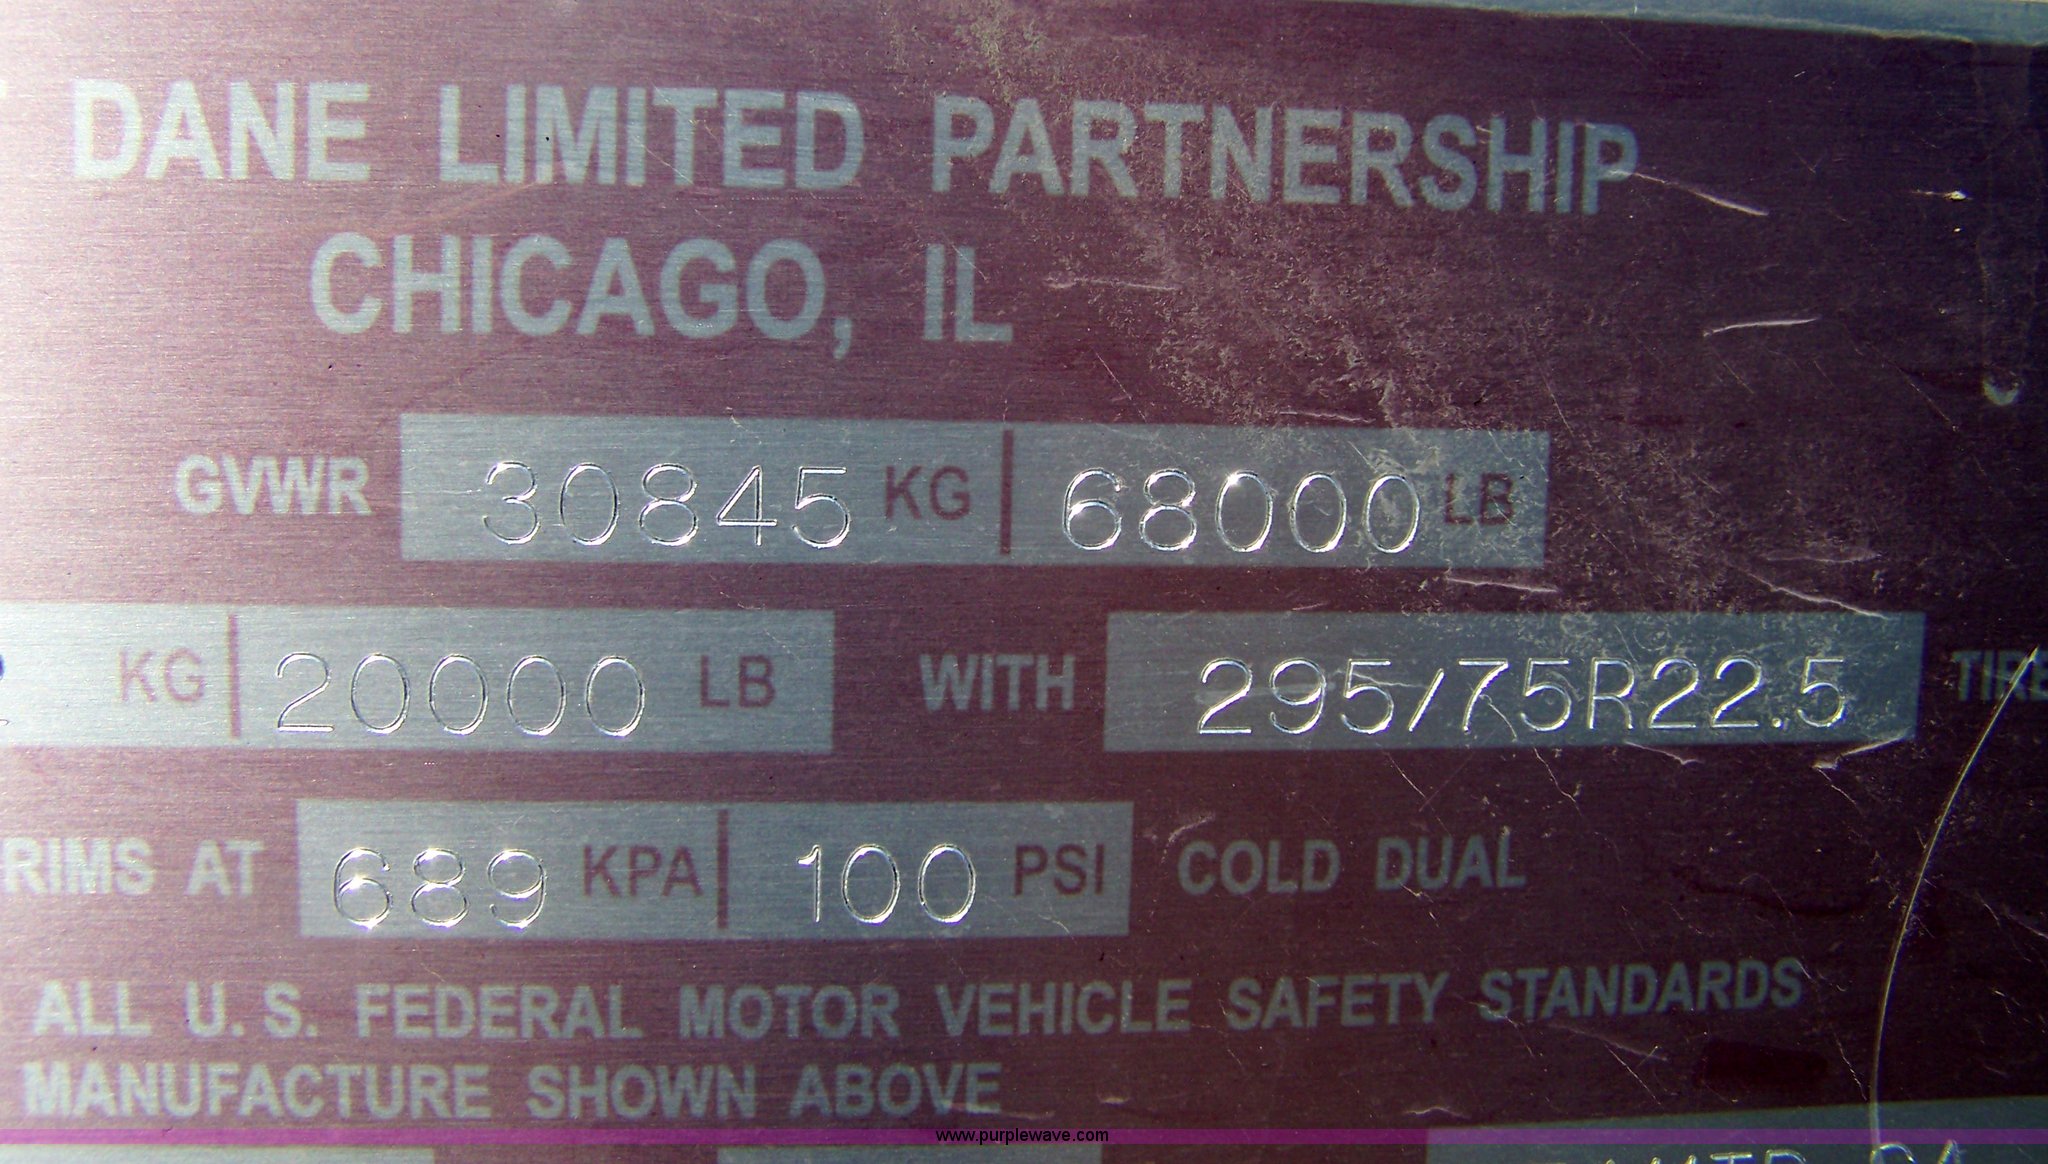 DANE LIMITED PARTNERSHIP
CHICAGO, IL
GVWR 30845 KG | 68000 LB
KG | 20000 LB WITH 295/75R22.5 TIRE
RIMS AT 689 KPA | 100 PSI COLD DUAL
ALL U.S. FEDERAL MOTOR VEHICLE SAFETY STANDARDS
MANUFACTURE SHOWN ABOVE
www.purplewave.com